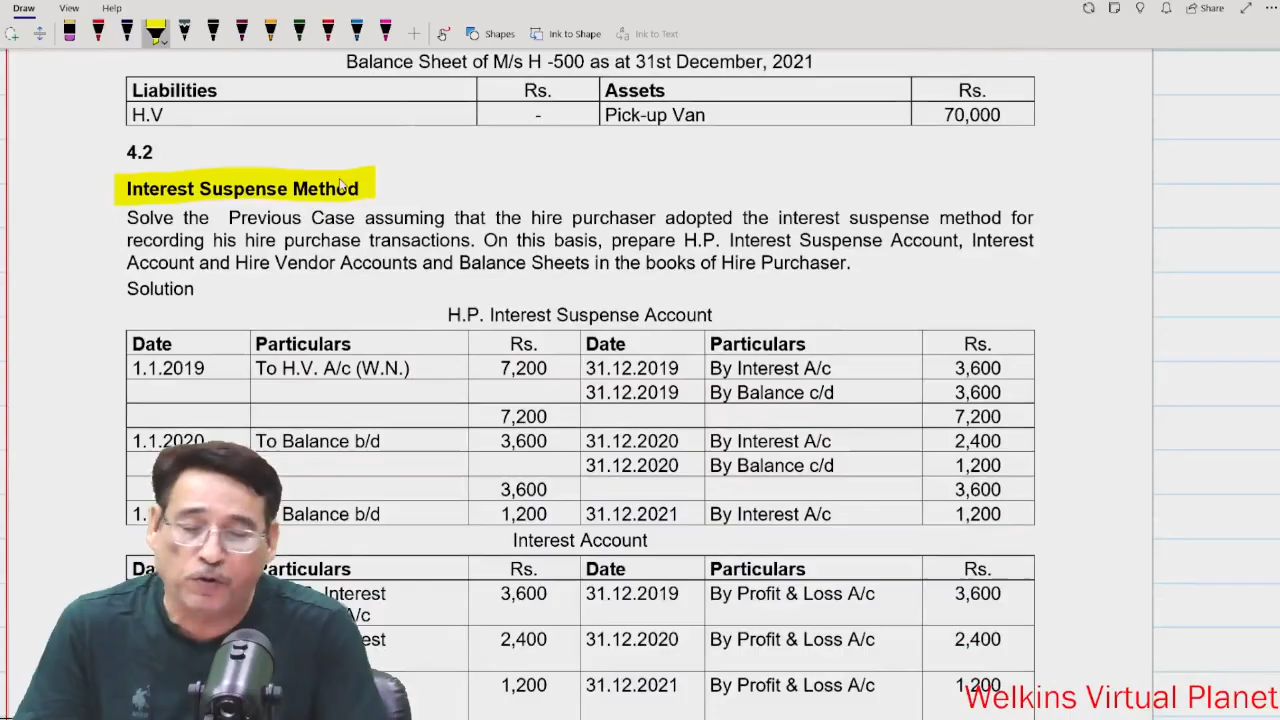 Draw View Help
Share
Shapes Ink to Shape Ink to Text
Balance Sheet of M/s H -500 as at 31st December, 2021
Liabilities Rs. Assets Rs.
H.V - Pick-up Van 70,000
4.2
Interest Suspense Method
Solve the Previous Case assuming that the hire purchaser adopted the interest suspense method for
recording his hire purchase transactions. On this basis, prepare H.P. Interest Suspense Account, Interest
Account and Hire Vendor Accounts and Balance Sheets in the books of Hire Purchaser.
Solution
H.P. Interest Suspense Account
Date Particulars Rs. Date Particulars Rs.
1.1.2019 To H.V. A/c (W.N.) 7,200 31.12.2019 By Interest A/c 3,600
31.12.2019 By Balance c/d 3,600
7,200 7,200
1.1.2020 To Balance b/d 3,600 31.12.2020 By Interest A/c 2,400
31.12.2020 By Balance c/d 1,200
3,600 3,600
1. Balance b/d 1,200 31.12.2021 By Interest A/c 1,200
Interest Account
Rs. Date Particulars Rs.
Interest 3,600 31.12.2019 By Profit & Loss A/c 3,600
A/c
2,400 31.12.2020 By Profit & Loss A/c 2,400
1,200 31.12.2021 By Profit & Loss A/c 1,200
Welkins Virtual Planet